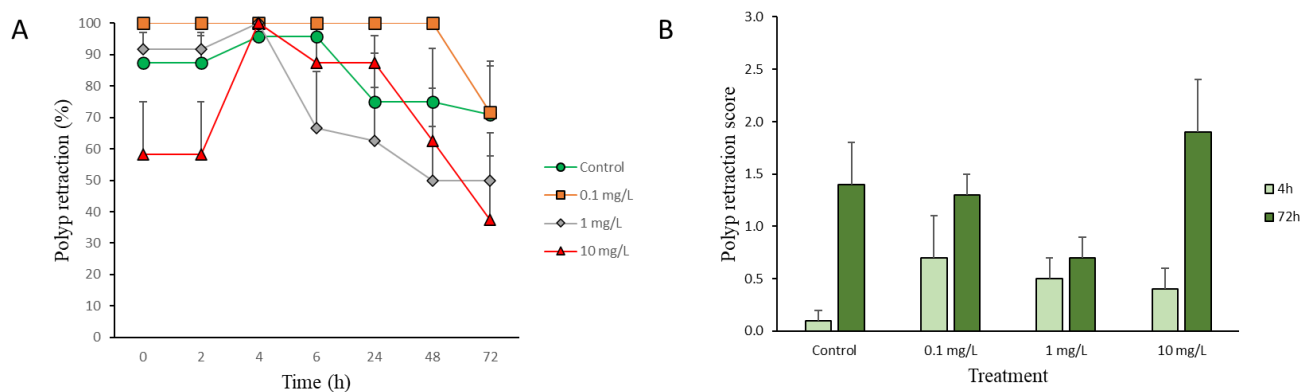 A
Polyp retraction (%)
100
90
80
70
60
50
40
30
20
10
0
0 2 4 6 24 48 72
Time (h)
Control
0.1 mg/L
1 mg/L
10 mg/L
B
Polyp retraction score
3.0
2.5
2.0
1.5
1.0
0.5
0.0
Control 0.1 mg/L 1 mg/L 10 mg/L
Treatment
4h
72h